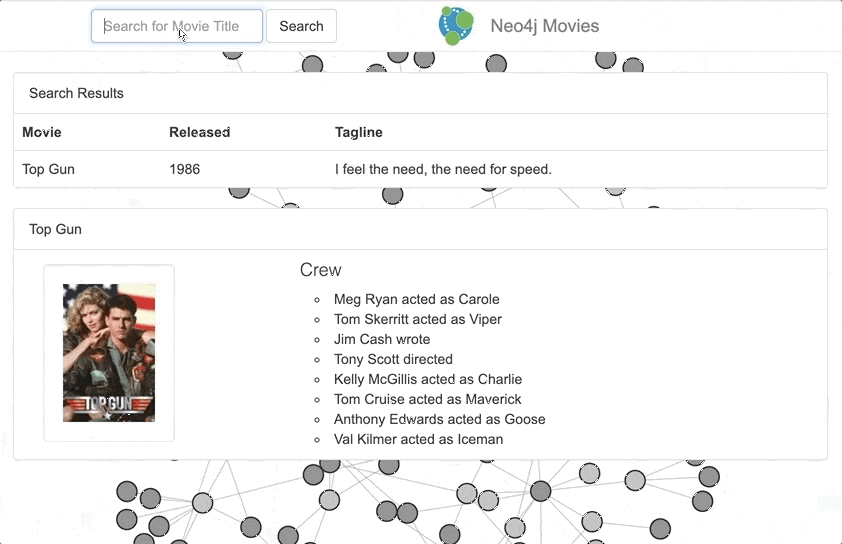 Search for Movie Title
Search
Neo4j Movies
Search Results
Movie Released Tagline
Top Gun 1986 I feel the need, the need for speed.
Top Gun
TOP GUN
Crew
Meg Ryan acted as Carole
Tom Skerritt acted as Viper
Jim Cash wrote
Tony Scott directed
Kelly McGillis acted as Charlie
Tom Cruise acted as Maverick
Anthony Edwards acted as Goose
Val Kilmer acted as Iceman